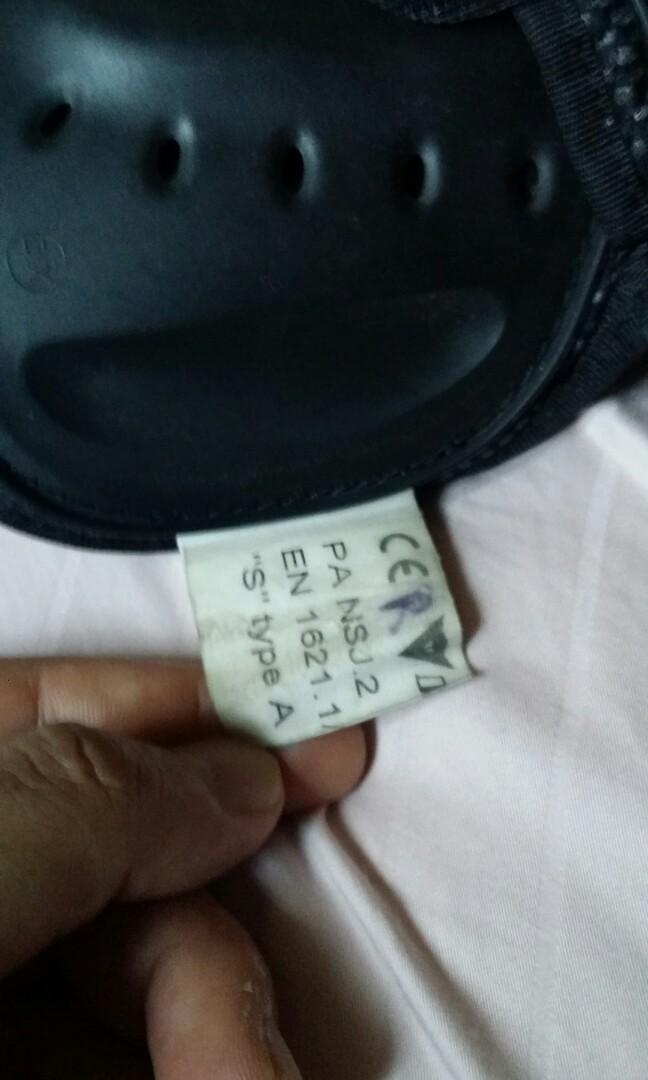 CE R
PA NSJ.2
EN 1621.1/
"S" type A